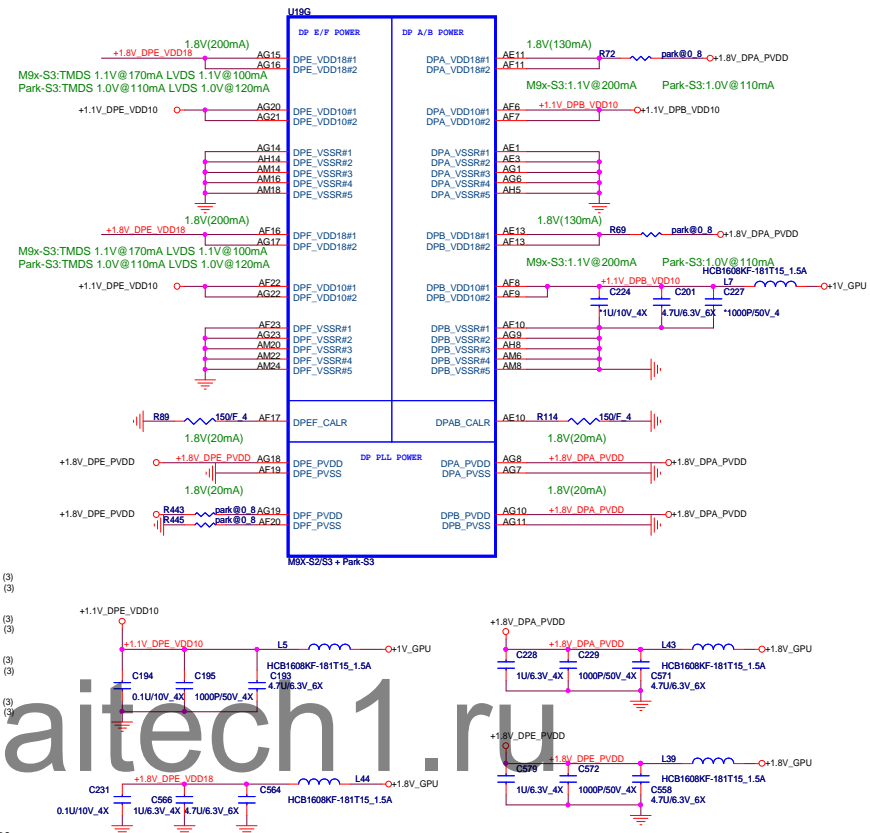 U19G
DP E/F POWER
DP A/B POWER
1.8V(200mA)
+1.8V_DPE_VDD18
AG15
AG16
DPE_VDD18#1
DPE_VDD18#2
DPA_VDD18#1
DPA_VDD18#2
AE11
AF11
1.8V(130mA)
R72
park@0_8
+1.8V_DPA_PVDD
M9x-S3:TMDS 1.1V@170mA LVDS 1.1V@100mA
Park-S3:TMDS 1.0V@110mA LVDS 1.0V@120mA
M9x-S3:1.1V@200mA
Park-S3:1.0V@110mA
+1.1V_DPE_VDD10
AG20
AG21
DPE_VDD10#1
DPE_VDD10#2
DPA_VDD10#1
DPA_VDD10#2
AF6
AF7
+1.1V_DPB_VDD10
+1.1V_DPB_VDD10
AG14
AH14
AM14
AM16
AM18
DPE_VSSR#1
DPE_VSSR#2
DPE_VSSR#3
DPE_VSSR#4
DPE_VSSR#5
DPA_VSSR#1
DPA_VSSR#2
DPA_VSSR#3
DPA_VSSR#4
DPA_VSSR#5
AE1
AE3
AG1
AG6
AH5
1.8V(200mA)
+1.8V_DPE_VDD18
AF16
AG17
DPF_VDD18#1
DPF_VDD18#2
DPB_VDD18#1
DPB_VDD18#2
AE13
AF13
1.8V(130mA)
R69
park@0_8
+1.8V_DPA_PVDD
M9x-S3:TMDS 1.1V@170mA LVDS 1.1V@100mA
Park-S3:TMDS 1.0V@110mA LVDS 1.0V@120mA
M9x-S3:1.1V@200mA
Park-S3:1.0V@110mA
HCB1608KF-181T15_1.5A
+1.1V_DPE_VDD10
AF22
AG22
DPF_VDD10#1
DPF_VDD10#2
DPB_VDD10#1
DPB_VDD10#2
AF8
AF9
+1.1V_DPB_VDD10
L7
+1V_GPU
C224
C201
C227
*1U/10V_4X
4.7U/6.3V_6X
*1000P/50V_4
AF23
AG23
AM20
AM22
AM24
DPF_VSSR#1
DPF_VSSR#2
DPF_VSSR#3
DPF_VSSR#4
DPF_VSSR#5
DPB_VSSR#1
DPB_VSSR#2
DPB_VSSR#3
DPB_VSSR#4
DPB_VSSR#5
AF10
AG9
AH8
AM6
AM8
R89
150/F_4
AF17
DPEF_CALR
DPAB_CALR
AE10
R114
150/F_4
1.8V(20mA)
DP PLL POWER
1.8V(20mA)
+1.8V_DPE_PVDD
+1.8V_DPE_PVDD
AG18
AF19
DPE_PVDD
DPE_PVSS
DPA_PVDD
DPA_PVSS
AG8
AG7
+1.8V_DPA_PVDD
+1.8V_DPA_PVDD
1.8V(20mA)
1.8V(20mA)
+1.8V_DPE_PVDD
R443
R445
park@0_8
park@0_8
AG19
AF20
DPF_PVDD
DPF_PVSS
DPB_PVDD
DPB_PVSS
AG10
AG11
+1.8V_DPA_PVDD
+1.8V_DPA_PVDD
M9X-S2/S3 + Park-S3
(3)
(3)
(3)
(3)
(3)
(3)
(3)
(3)
+1.1V_DPE_VDD10
+1.1V_DPE_VDD10
L5
+1V_GPU
HCB1608KF-181T15_1.5A
C194
C195
C193
0.1U/10V_4X
1000P/50V_4X
4.7U/6.3V_6X
+1.8V_DPA_PVDD
+1.8V_DPA_PVDD
L43
+1.8V_GPU
HCB1608KF-181T15_1.5A
C228
C229
C571
1U/6.3V_4X
1000P/50V_4X
4.7U/6.3V_6X
aitech1.ru
+1.8V_DPE_VDD18
L44
+1.8V_GPU
HCB1608KF-181T15_1.5A
C231
C566
C564
0.1U/10V_4X
1U/6.3V_4X
4.7U/6.3V_6X
+1.8V_DPE_PVDD
+1.8V_DPE_PVDD
L39
+1.8V_GPU
HCB1608KF-181T15_1.5A
C579
C572
C558
1U/6.3V_4X
1000P/50V_4X
4.7U/6.3V_6X